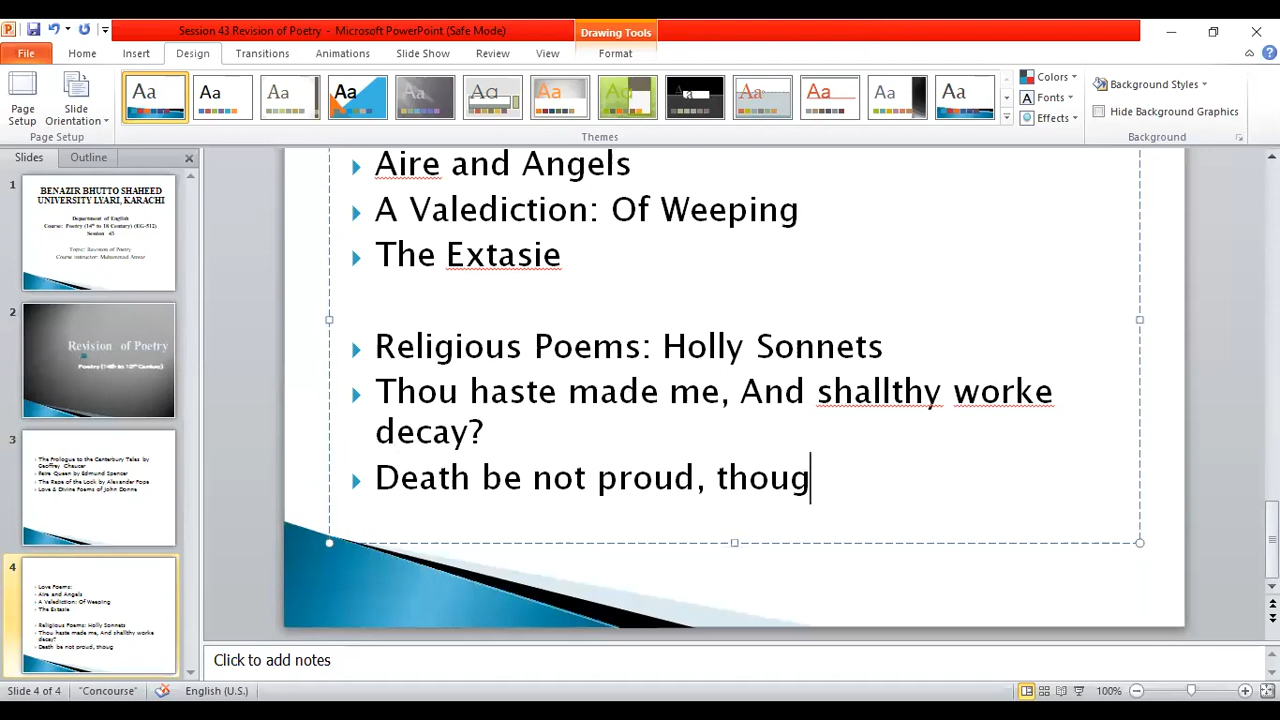 Session 43 Revision of Poetry - Microsoft PowerPoint (Safe Mode)
Drawing Tools
File Home Insert Design Transitions Animations Slide Show Review View Format
Page Setup
Slide Orientation
Page Setup
Aa Aa Aa Aa Aa Aa Aa Aa Aa Aa Aa Aa Aa
Themes
Colors
Fonts
Effects
Background Styles
Hide Background Graphics
Background
Slides Outline
1
BENAZIR BHUTTO SHAHEED
UNIVERSITY LYARI, KARACHI
Department of English
Course: Poetry (14th to 18 Century) (EG-512)
Session 43
Topic: Revision of Poetry
Course instructor: Muhammad Anwar
2
Revision of Poetry
Poetry (14th to 18th Century)
3
The Prologue to the Canterbury Tales by
Geoffrey Chaucer
Faire Queen by Edmund Spencer
The Rape of the Lock by Alexander Pope
Love & Divine Poems of John Donne
4
Love Poems:
Aire and Angels
A Valediction: Of Weeping
The Extasie
Religious Poems: Holly Sonnets
Thou haste made me, And shallthy worke
decay?
Death be not proud, thoug
Aire and Angels
A Valediction: Of Weeping
The Extasie
Religious Poems: Holly Sonnets
Thou haste made me, And shallthy worke
decay?
Death be not proud, thoug
Click to add notes
Slide 4 of 4 "Concourse" English (U.S.) 100%